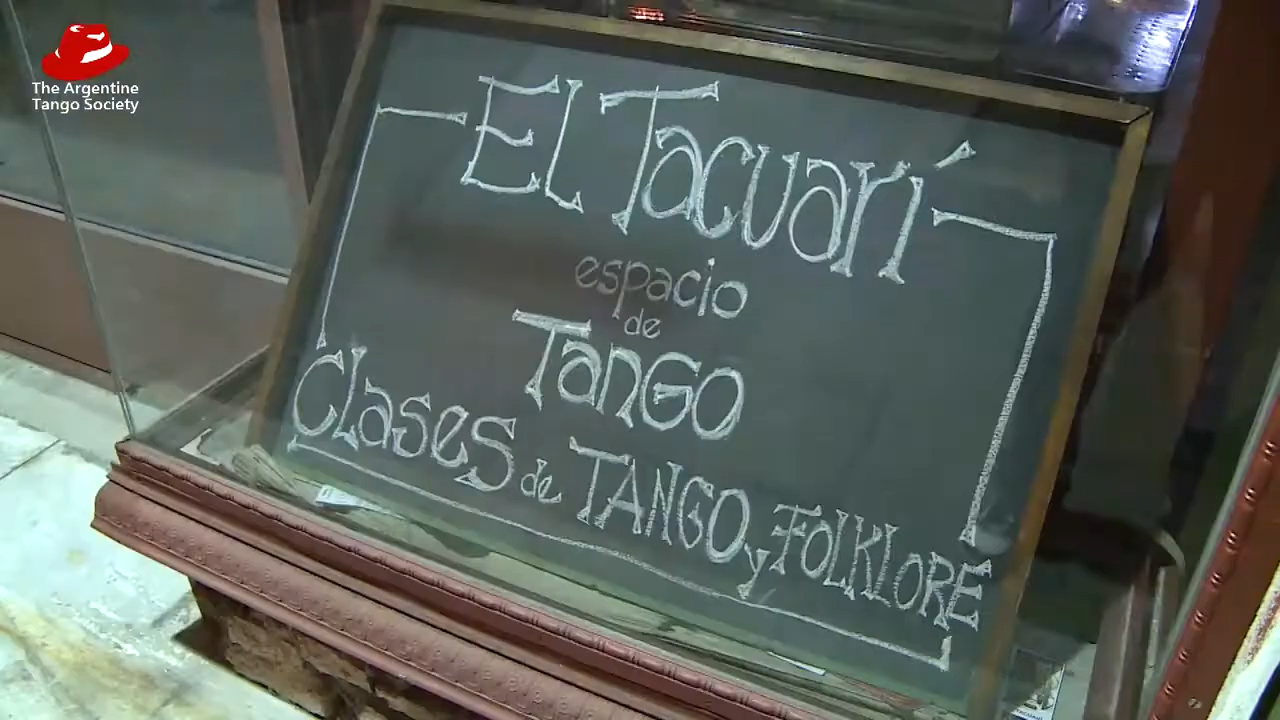 The Argentine
Tango Society
El Tacuarí
espacio
de
Tango
Clases de TANGO y FOLKLORE